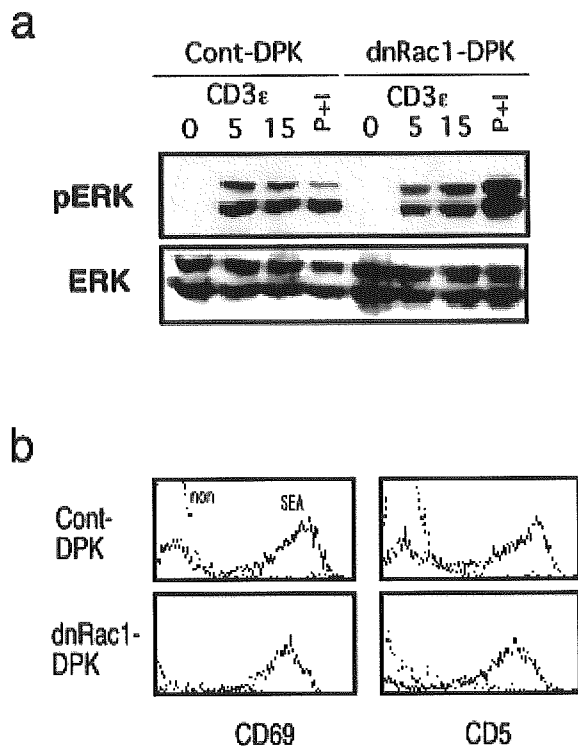 a
Cont-DPK dnRac1-DPK
CD3ε CD3ε
0 5 15 P+I 0 5 15 P+I
pERK
ERK
b
non SEA
Cont-
DPK
dnRac1-
DPK
CD69 CD5